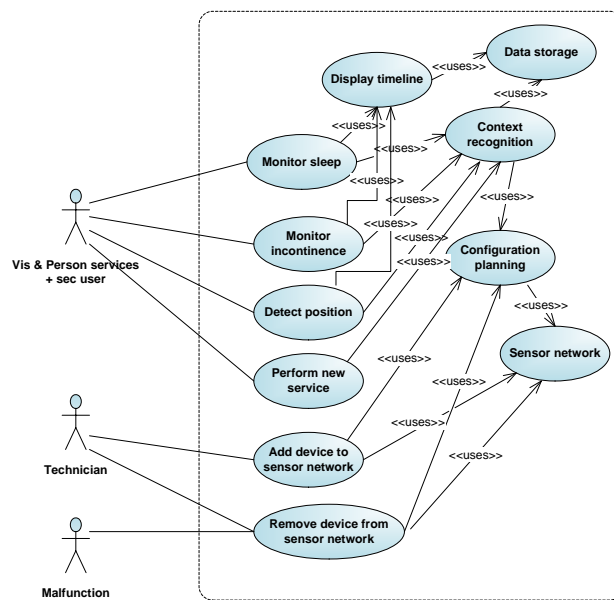 Data storage
<<uses>>
Display timeline
<<uses>>
<<uses>>
Context
recognition
<<uses>>
Monitor sleep
<<uses>>
<<uses>>
<<uses>>
<<uses>>
<<uses>>
Monitor
incontinence
<<uses>>
Configuration
planning
Vis & Person services
+ sec user
Detect position
<<uses>>
<<uses>>
Sensor network
Perform new
service
<<uses>>
<<uses>>
Add device to
sensor network
Technician
<<uses>>
Remove device from
sensor network
Malfunction